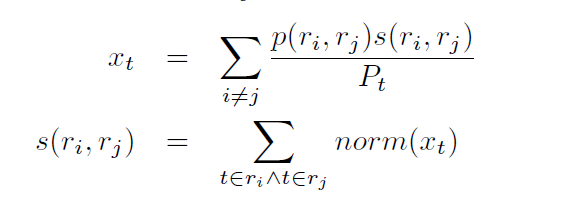 x_t = \sum_{i \neq j} \frac{p(r_i, r_j)s(r_i, r_j)}{P_t}
s(r_i, r_j) = \sum_{t \in r_i \wedge t \in r_j} norm(x_t)